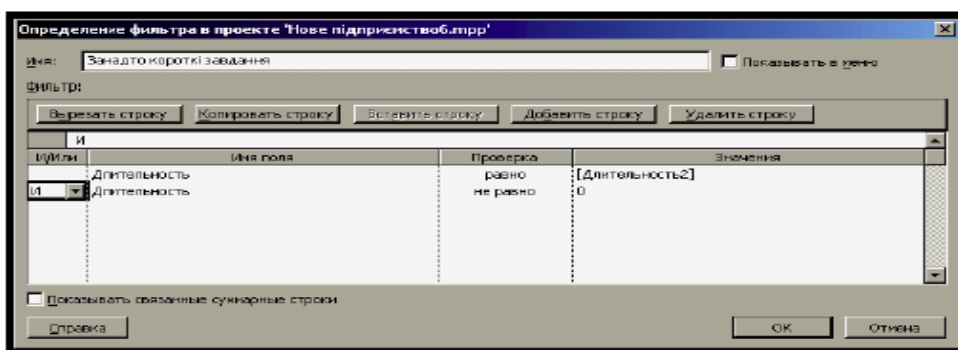 Определение фильтра в проекте 'Нове підприємство6.mpp'
Имя: Занадто короткі завдання Показывать в меню
Фильтр:
Вырезать строку Копировать строку Вставить строку Добавить строку Удалить строку
И
И/Или Имя поля Проверка Значения
Длительность равно [Длительность2]
И Длительность не равно 0
Показывать связанные суммарные строки
Справка OK Отмена